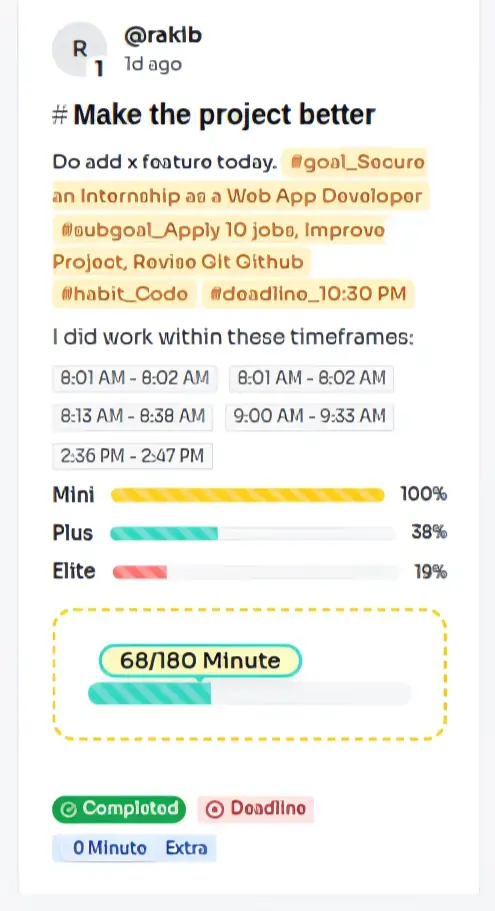 R
1
@rakib
1d ago
# Make the project better
Do add x feature today. #goal_Secure
an Internship as a Web App Developer
#subgoal_Apply 10 jobs, Improve
Project, Revise Git Github
#habit_Code #deadline_10:30 PM
I did work within these timeframes:
8:01 AM - 8:02 AM 8:01 AM - 8:02 AM
8:13 AM - 8:38 AM 9:00 AM - 9:33 AM
2:36 PM - 2:47 PM
Mini 100%
Plus 38%
Elite 19%
68/180 Minute
Completed Deadline
0 Minute Extra